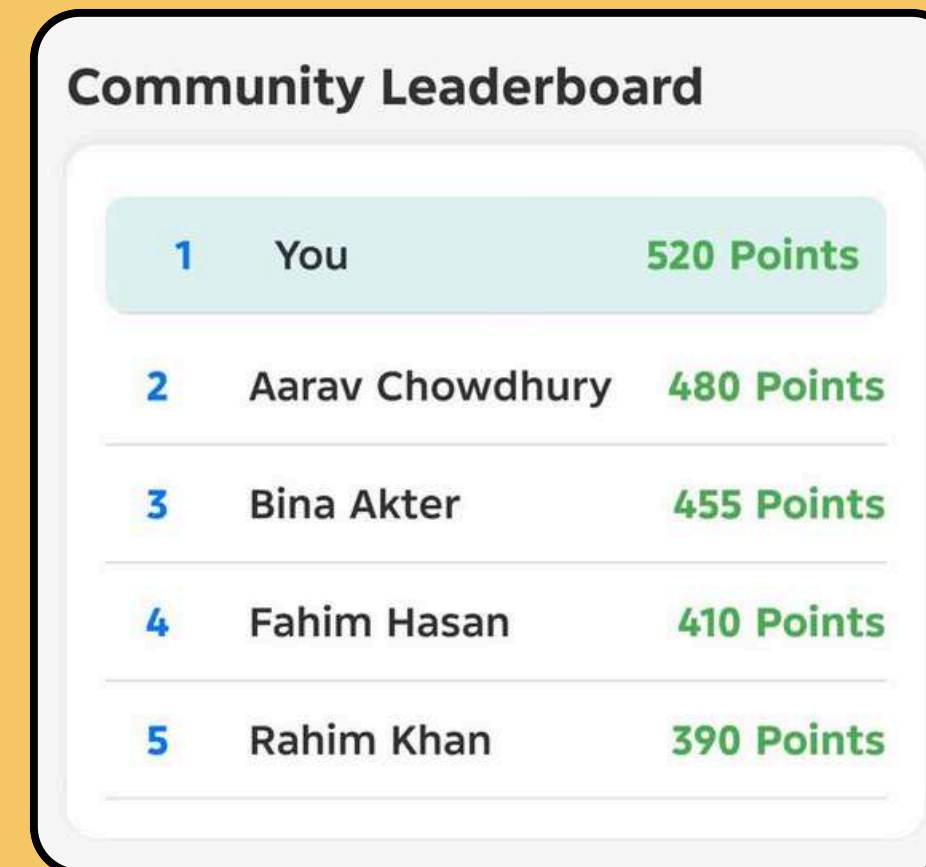 Community Leaderboard
1 You 520 Points
2 Aarav Chowdhury 480 Points
3 Bina Akter 455 Points
4 Fahim Hasan 410 Points
5 Rahim Khan 390 Points